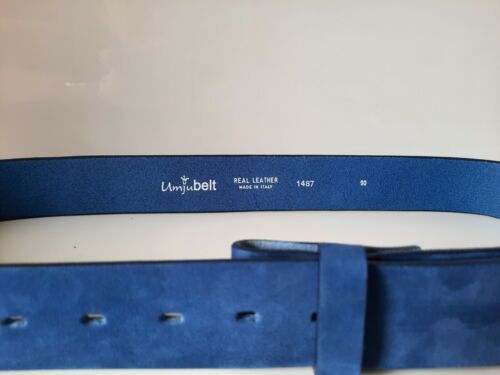 Umjubelt REAL LEATHER 1487 90
MADE IN ITALY